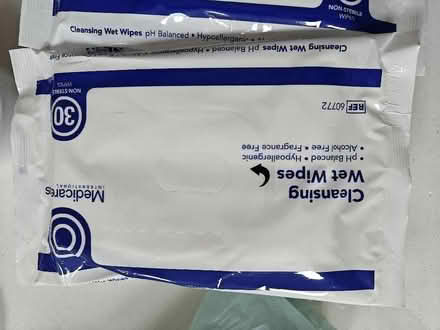 NON-STERILE
WIPES
Cleansing Wet Wipes pH Balanced • Hypoallergenic
Cleansing Wet Wipes • pH Balanced • Hypoallergenic
Medicareis
INTERNATIONAL
Cleansing
Wet Wipes
• pH Balanced • Hypoallergenic
• Alcohol Free • Fragrance Free
REF 60772
30
NON-STERILE
WIPES